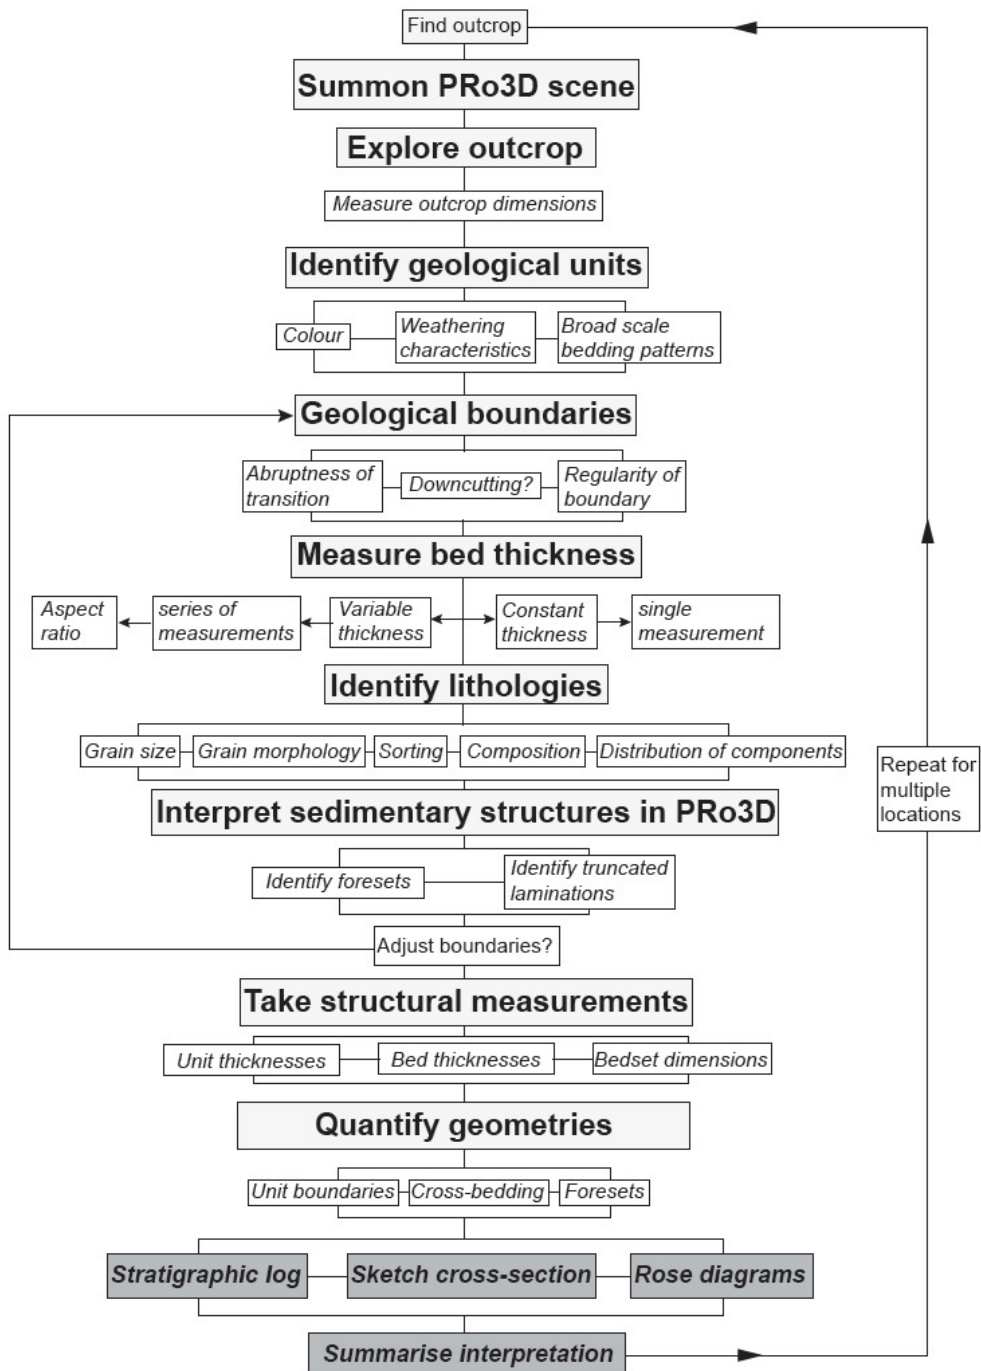 Find outcrop
Summon PRo3D scene
Explore outcrop
Measure outcrop dimensions
Identify geological units
Colour
Weathering
characteristics
Broad scale
bedding patterns
Geological boundaries
Abruptness of
transition
Downcutting?
Regularity of
boundary
Measure bed thickness
Aspect
ratio
series of
measurements
Variable
thickness
Constant
thickness
single
measurement
Identify lithologies
Grain size
Grain morphology
Sorting
Composition
Distribution of components
Repeat for
multiple
locations
Interpret sedimentary structures in PRo3D
Identify foresets
Identify truncated
laminations
Adjust boundaries?
Take structural measurements
Unit thicknesses
Bed thicknesses
Bedset dimensions
Quantify geometries
Unit boundaries
Cross-bedding
Foresets
Stratigraphic log
Sketch cross-section
Rose diagrams
Summarise interpretation